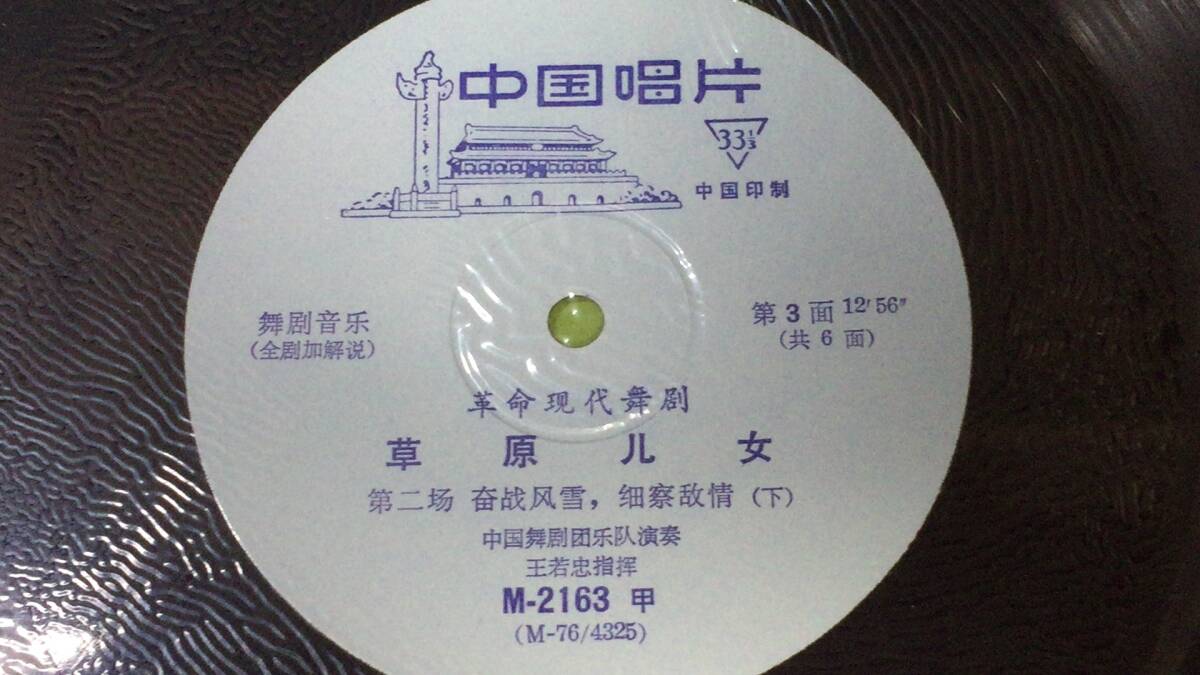 中国唱片
33⅓
中国印制
舞剧音乐
(全剧加解说)
第3面 12′56″
(共6面)
革命现代舞剧
草原儿女
第二场 奋战风雪，细察敌情（下）
中国舞剧团乐队演奏
王若忠指挥
M-2163 甲
(M-76/4325)